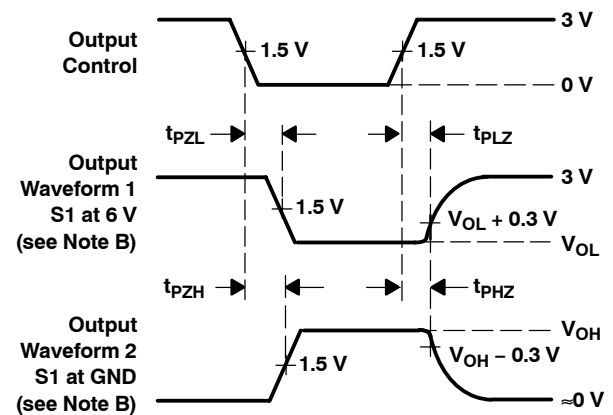 3 V
Output
Control
1.5 V
1.5 V
0 V
tPZL
tPLZ
Output
Waveform 1
S1 at 6 V
(see Note B)
3 V
1.5 V
VOL + 0.3 V
VOL
tPZH
tPHZ
Output
Waveform 2
S1 at GND
(see Note B)
VOH
1.5 V
VOH − 0.3 V
≈0 V